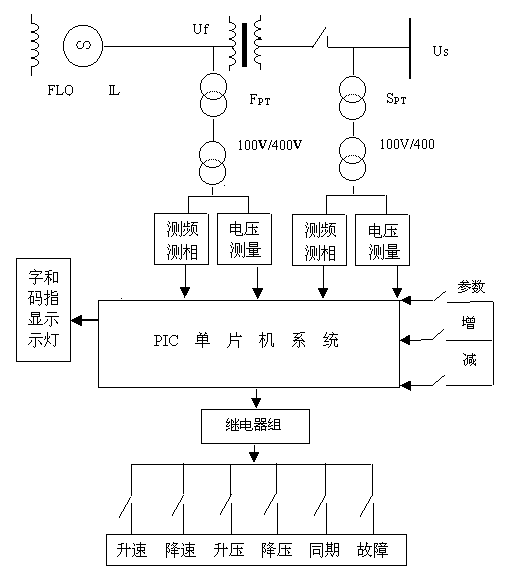 Uf
Us
S
FLQ IL
FPT
SPT
100V/400V
100V/400
测频
测相
电压
测量
测频
测相
电压
测量
字和
码指
显示
示灯
参数
增
减
PIC 单 片 机 系 统
继电器组
升速 降速 升压 降压 同期 故障